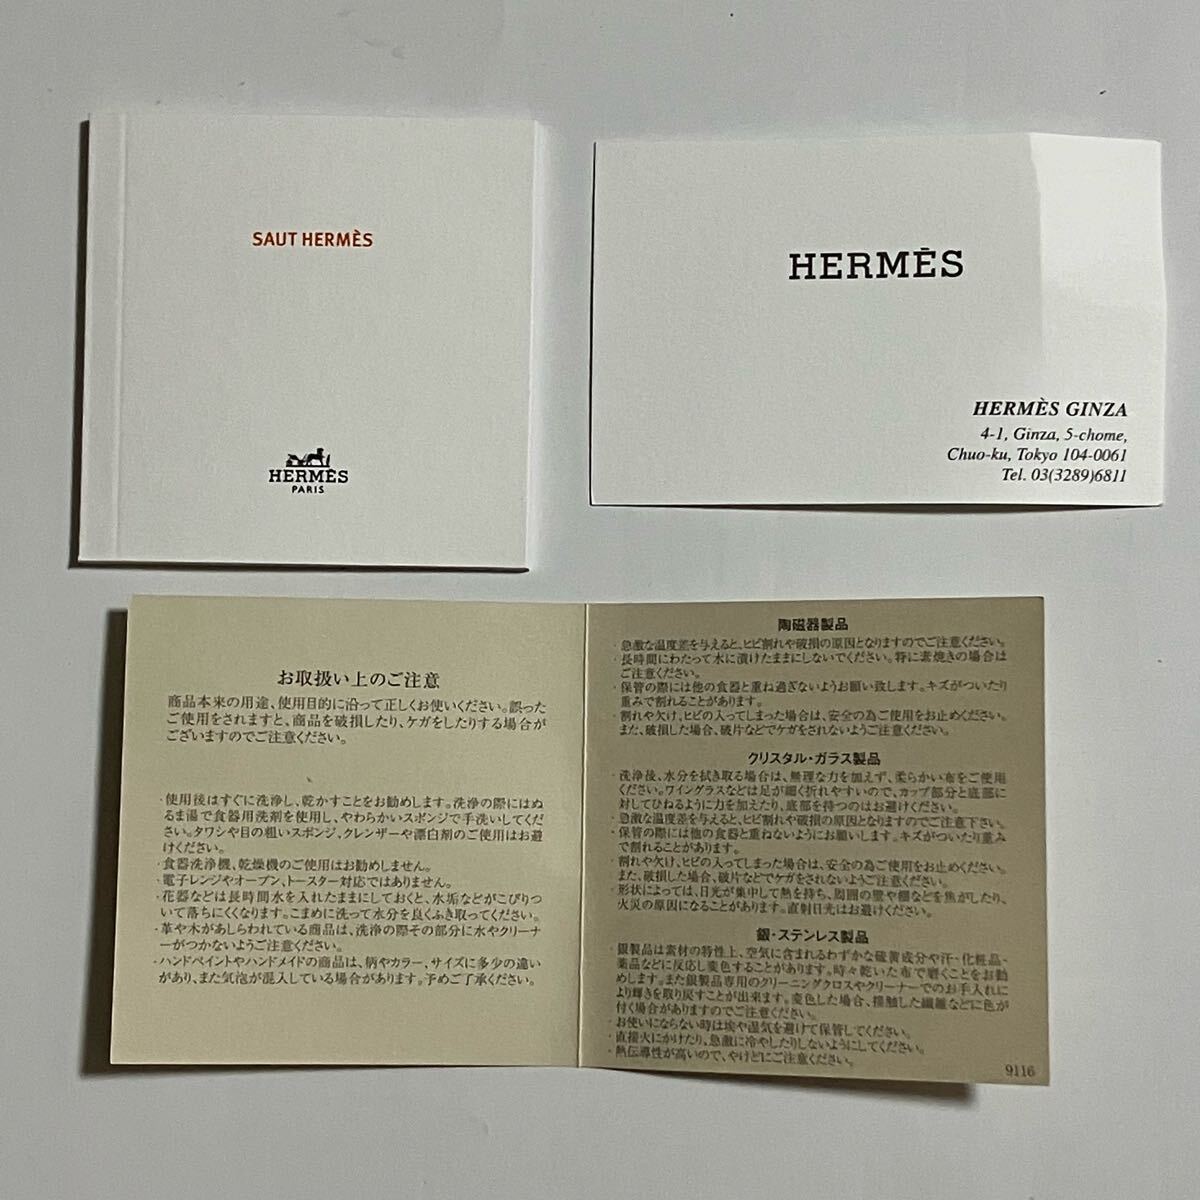 SAUT HERMÈS
HERMÈS
PARIS
HERMÈS
HERMÈS GINZA
4-1, Ginza, 5-chome,
Chuo-ku, Tokyo 104-0061
Tel. 03(3289)6811
お取扱い上のご注意
商品本来の用途、使用目的に沿って正しくお使いください。誤った
ご使用をされますと、商品を破損したり、ケガをしたりする場合が
ございますのでご注意ください。
・使用後はすぐに洗浄し、乾かすことをお勧めします。洗浄の際にはぬ
るま湯で食器用洗剤を使用し、やわらかいスポンジで手洗いしてくだ
さい。タワシや目の粗いスポンジ、クレンザーや漂白剤のご使用はお避
けください。
・食器洗浄機、乾燥機のご使用はお勧めしません。
・電子レンジやオーブン、トースター対応ではありません。
・花器などは長時間水を入れたままにしておくと、水垢などがこびりつ
いて落ちにくくなります。こまめに洗って水分を良くふき取ってください。
・革や木があしらわれている商品は、洗浄の際その部分に水やクリーナ
ーがつかないようご注意ください。
・ハンドペイントやハンドメイドの商品は、柄やカラー、サイズに多少の違い
があり、また気泡が混入している場合があります。予めご了承ください。
陶磁器製品
・急激な温度差を与えると、ヒビ割れや破損の原因となりますのでご注意ください。
・長時間にわたって水に漬けたままにしないでください。特に素焼きの場合は
ご注意ください。
・保管の際には他の食器と重ね過ぎないようお願い致します。キズがついたり
重みで割れることがあります。
・割れや欠け、ヒビの入ってしまった場合は、安全の為ご使用をお止めください。
また、破損した場合、破片などでケガをされないようご注意ください。
クリスタル・ガラス製品
・洗浄後、水分を拭き取る場合は、無理な力を加えず、柔らかい布をご使用
ください。ワイングラスなどは足が細く折れやすいので、カップ部分と底部に
対してひねるように力を加えたり、底部を持つのはお避けください。
・急激な温度差を与えると、ヒビ割れや破損の原因となりますのでご注意下さい。
・保管の際には他の食器と重ねないようにお願いします。キズがついたり重み
で割れることがあります。
・割れや欠け、ヒビの入ってしまった場合は、安全の為ご使用をお止めください。
また、破損した場合、破片などでケガをされないようご注意ください。
・形状によっては、日光が集中して熱を持ち、周囲の壁や棚などを焦がしたり、
火災の原因になることがあります。直射日光はお避けください。
銀・ステンレス製品
・銀製品は素材の特性上、空気に含まれるわずかな硫黄成分や汗・化粧品・
薬品などに反応し変色することがあります。時々乾いた布で磨くことをお勧
めします。また銀製品専用のクリーニングクロスやクリーナーでのお手入れに
より輝きを取り戻すことが出来ます。変色した場合、接触した繊維などに色が
付く場合がありますのでご注意ください。
・お使いにならない時は埃や湿気を避けて保管してください。
・直接火にかけたり、急激に冷やしたりしないようにしてください。
・熱伝導性が高いので、やけどにご注意ください。
9116